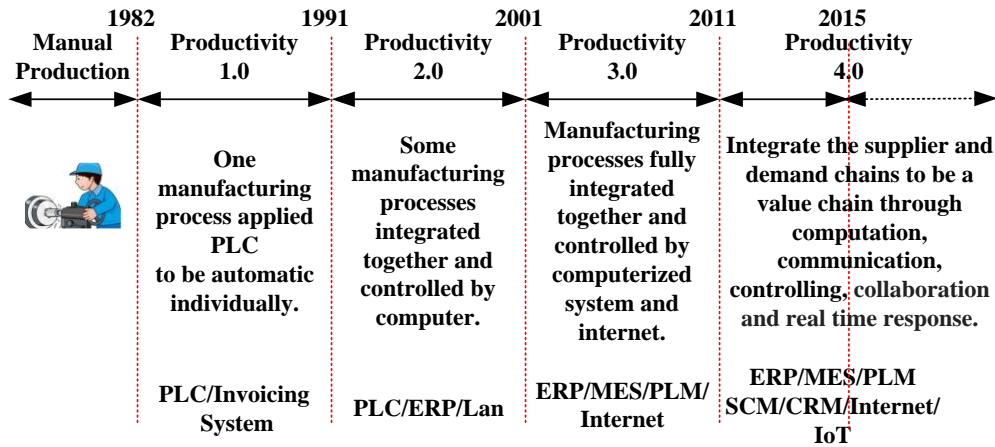 1982
1991
2001
2011
2015
Manual
Production
Productivity
1.0
Productivity
2.0
Productivity
3.0
Productivity
4.0
One
manufacturing
process applied
PLC
to be automatic
individually.
Some
manufacturing
processes
integrated
together and
controlled by
computer.
Manufacturing
processes fully
integrated
together and
controlled by
computerized
system and
internet.
Integrate the supplier and
demand chains to be a
value chain through
computation,
communication,
controlling, collaboration
and real time response.
PLC/Invoicing
System
PLC/ERP/Lan
ERP/MES/PLM/
Internet
ERP/MES/PLM
SCM/CRM/Internet/
IoT